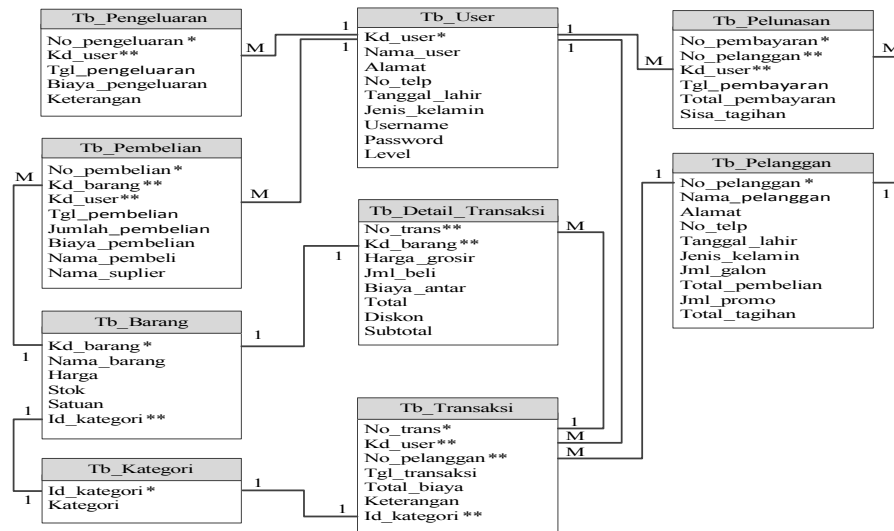 Tb_Pengeluaran
No_pengeluaran *
Kd_user**
Tgl_pengeluaran
Biaya_pengeluaran
Keterangan
M
1
1
Tb_User
Kd_user*
Nama_user
Alamat
No_telp
Tanggal_lahir
Jenis_kelamin
Username
Password
Level
1
1
M
Tb_Pelunasan
No_pembayaran *
No_pelanggan **
Kd_user**
Tgl_pembayaran
Total_pembayaran
Sisa_tagihan
M
Tb_Pembelian
No_pembelian *
Kd_barang **
Kd_user**
Tgl_pembelian
Jumlah_pembelian
Biaya_pembelian
Nama_pembeli
Nama_suplier
M
M
Tb_Detail_Transaksi
No_trans**
Kd_barang**
Harga_grosir
Jml_beli
Biaya_antar
Total
Diskon
Subtotal
1
M
Tb_Pelanggan
No_pelanggan *
Nama_pelanggan
Alamat
No_telp
Tanggal_lahir
Jenis_kelamin
Jml_galon
Total_pembelian
Jml_promo
Total_tagihan
1
1
Tb_Barang
Kd_barang *
Nama_barang
Harga
Stok
Satuan
Id_kategori **
1
1
1
Tb_Kategori
Id_kategori *
Kategori
1
1
Tb_Transaksi
No_trans*
Kd_user**
No_pelanggan **
Tgl_transaksi
Total_biaya
Keterangan
Id_kategori **
1
M
M
1